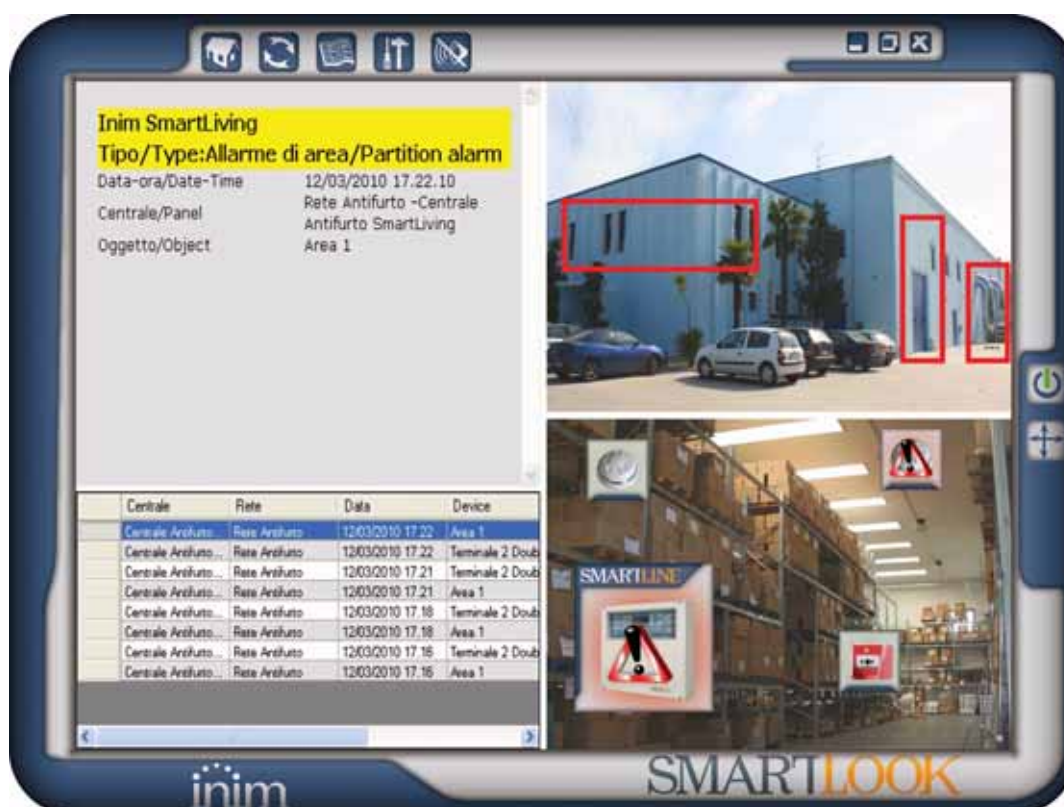 Inim SmartLiving
Tipo/Type:Allarme di area/Partition alarm
Data-ora/Date-Time 12/03/2010 17.22.10
Centrale/Panel Rete Antifurto -Centrale
Antifurto SmartLiving
Oggetto/Object Area 1
Centrale Rete Data Device
Centrale Antifurto... Rete Antifurto 12/03/2010 17.22 Area 1
Centrale Antifurto... Rete Antifurto 12/03/2010 17.22 Terminale 2 Doub
Centrale Antifurto... Rete Antifurto 12/03/2010 17.21 Terminale 2 Doub
Centrale Antifurto... Rete Antifurto 12/03/2010 17.21 Area 1
Centrale Antifurto... Rete Antifurto 12/03/2010 17.18 Terminale 2 Doub
Centrale Antifurto... Rete Antifurto 12/03/2010 17.18 Area 1
Centrale Antifurto... Rete Antifurto 12/03/2010 17.16 Terminale 2 Doub
Centrale Antifurto... Rete Antifurto 12/03/2010 17.16 Area 1
SMARTLINE
inim
SMARTLOOK